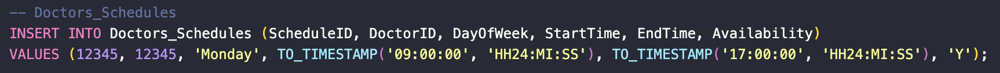 -- Doctors_Schedules
INSERT INTO Doctors_Schedules (ScheduleID, DoctorID, DayOfWeek, StartTime, EndTime, Availability)
VALUES (12345, 12345, 'Monday', TO_TIMESTAMP('09:00:00', 'HH24:MI:SS'), TO_TIMESTAMP('17:00:00', 'HH24:MI:SS'), 'Y');